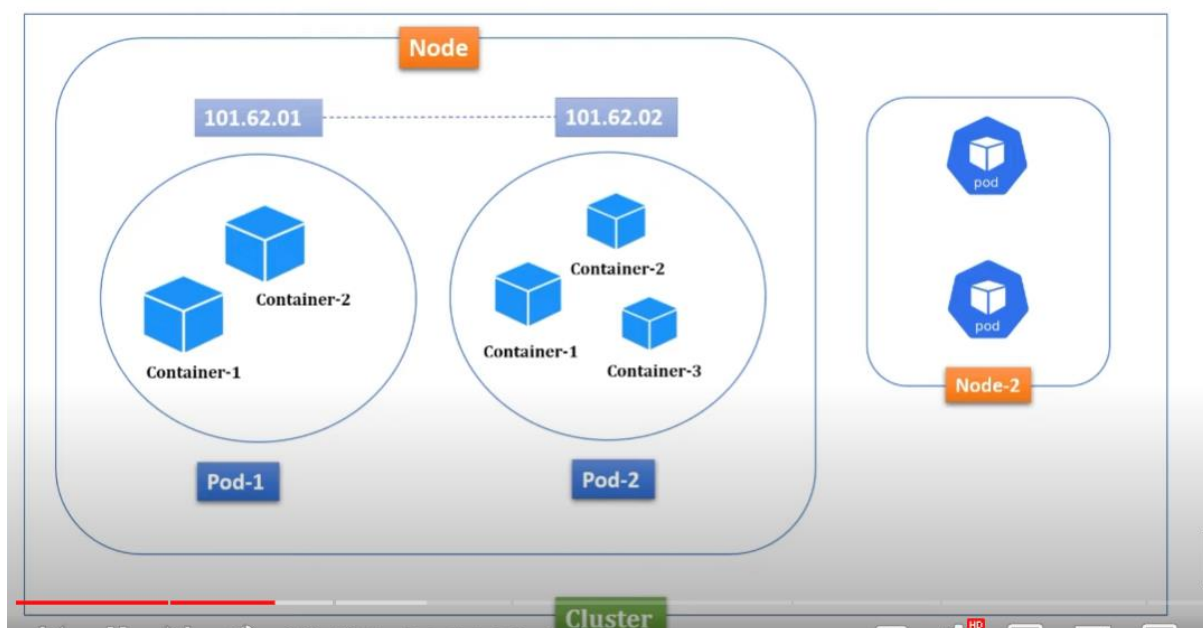 Node
101.62.01
101.62.02
pod
Container-2
Container-2
Container-1
Container-1
Container-3
pod
Node-2
Pod-1
Pod-2
Cluster
HD